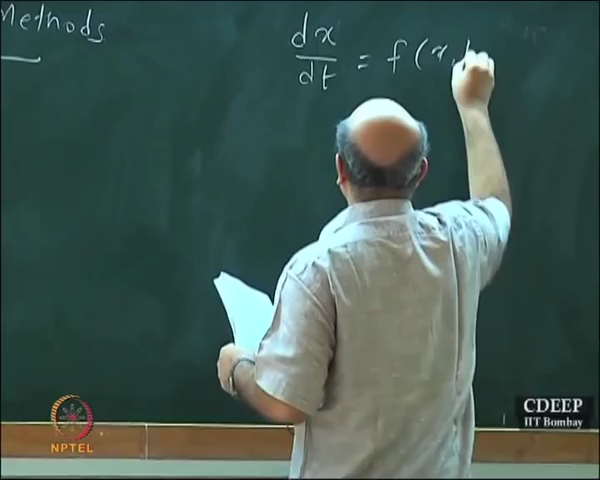 Methods
dx
dt = f(x,
NPTEL
CDEEP
IIT Bombay